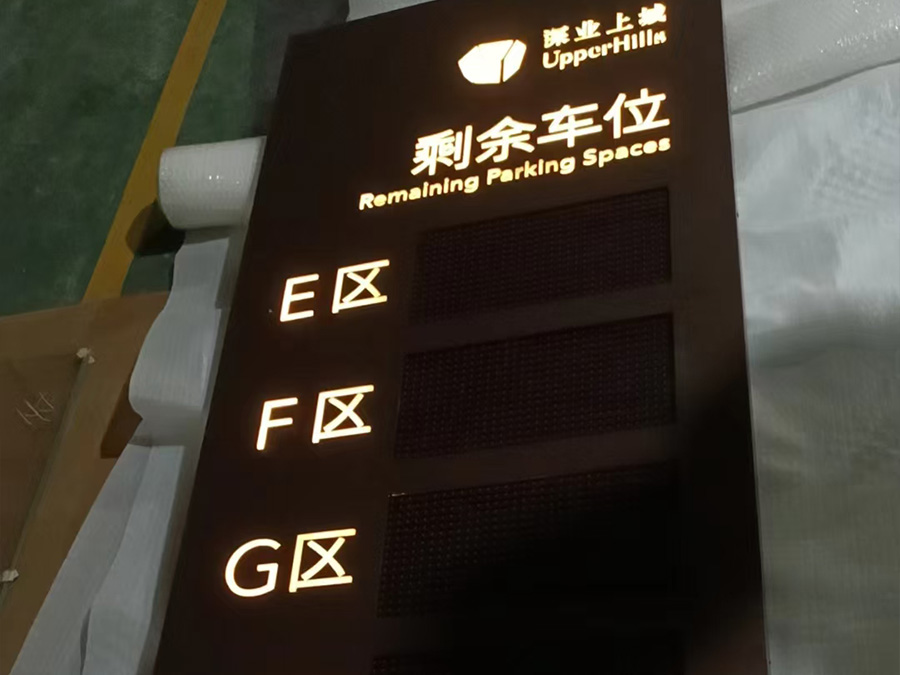 深业上城
UpperHills
剩余车位
Remaining Parking Spaces
E区
F区
G区